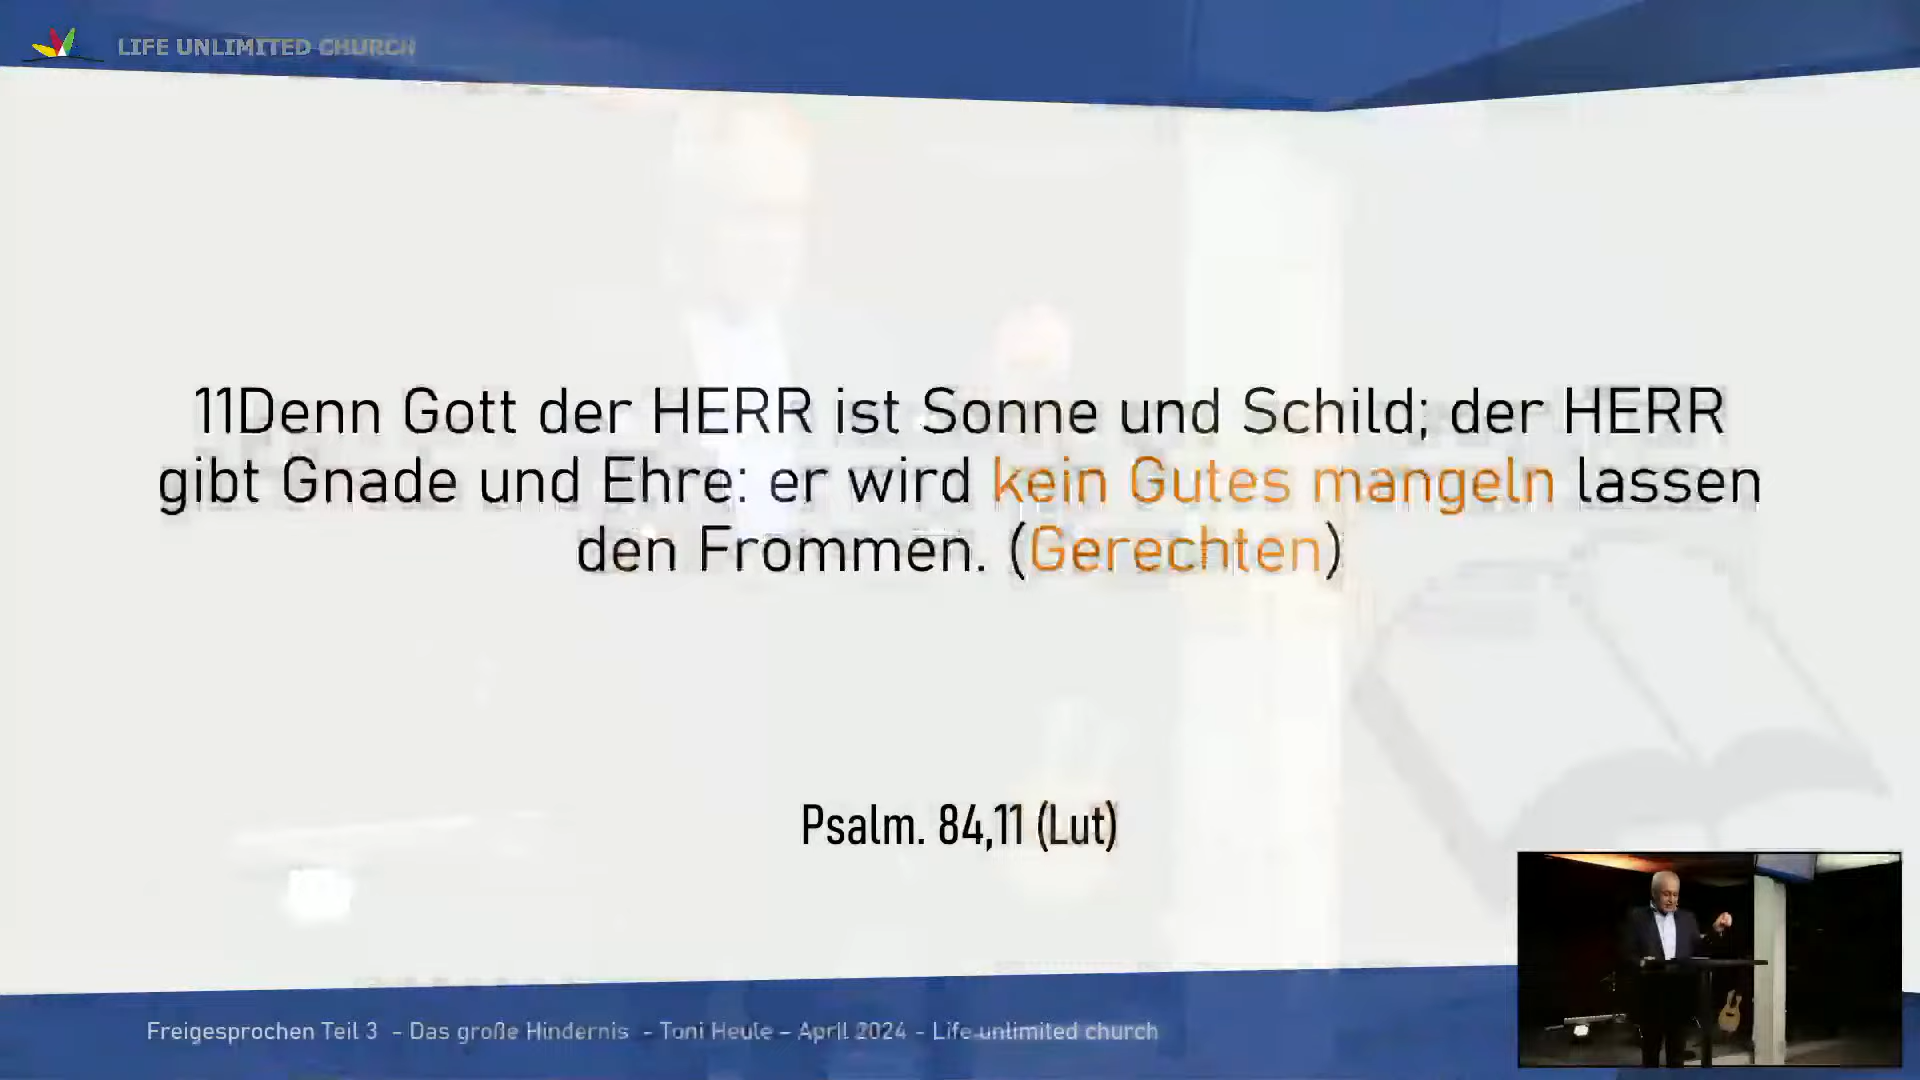 LIFE UNLIMITED CHURCH
11Denn Gott der HERR ist Sonne und Schild; der HERR
gibt Gnade und Ehre: er wird kein Gutes mangeln lassen
den Frommen. (Gerechten)
Psalm. 84,11 (Lut)
Freigesprochen Teil 3 - Das große Hindernis - Toni Heule – April 2024 - Life unlimited church